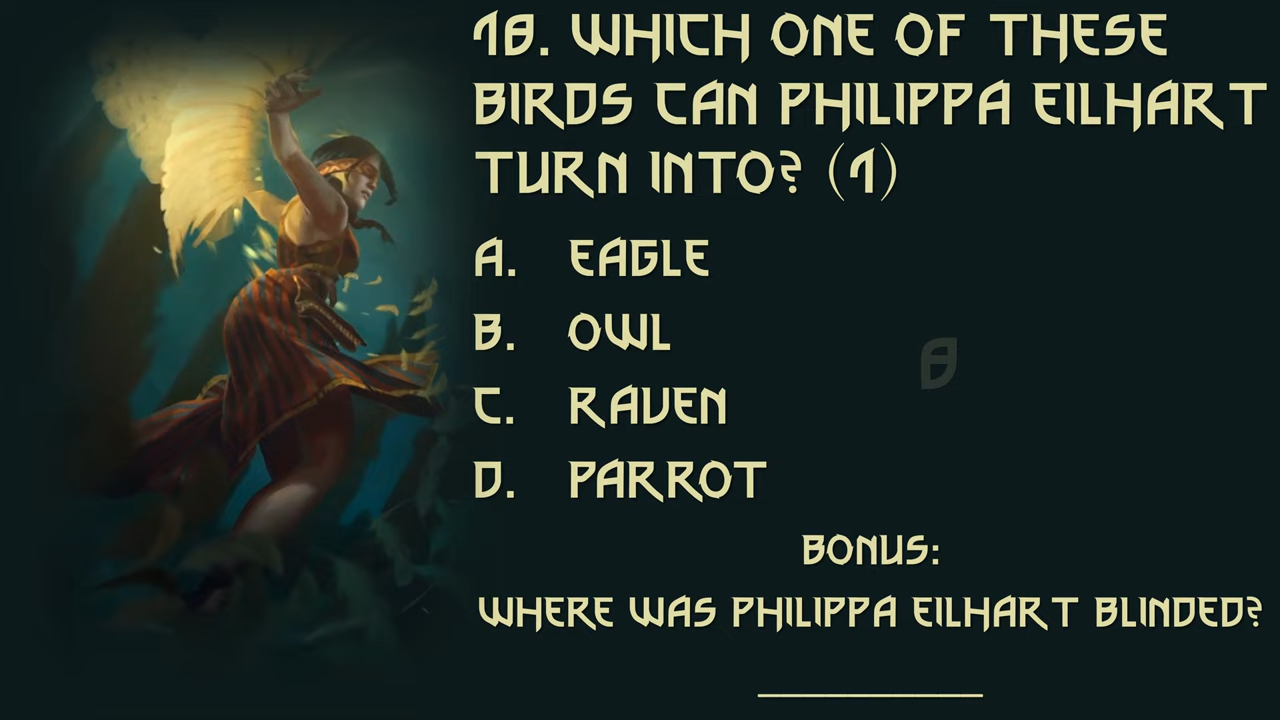 18. WHICH ONE OF THESE
BIRDS CAN PHILIPPA EILHART
TURN INTO? (1)
A. EAGLE
B. OWL
C. RAVEN
D. PARROT
BONUS:
WHERE WAS PHILIPPA EILHART BLINDED?